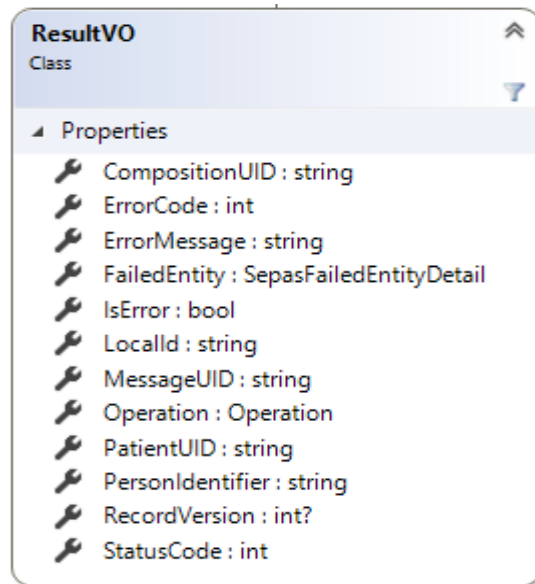 ResultVO
Class
Properties
CompositionUID : string
ErrorCode : int
ErrorMessage : string
FailedEntity : SepasFailedEntityDetail
IsError : bool
LocalId : string
MessageUID : string
Operation : Operation
PatientUID : string
PersonIdentifier : string
RecordVersion : int?
StatusCode : int